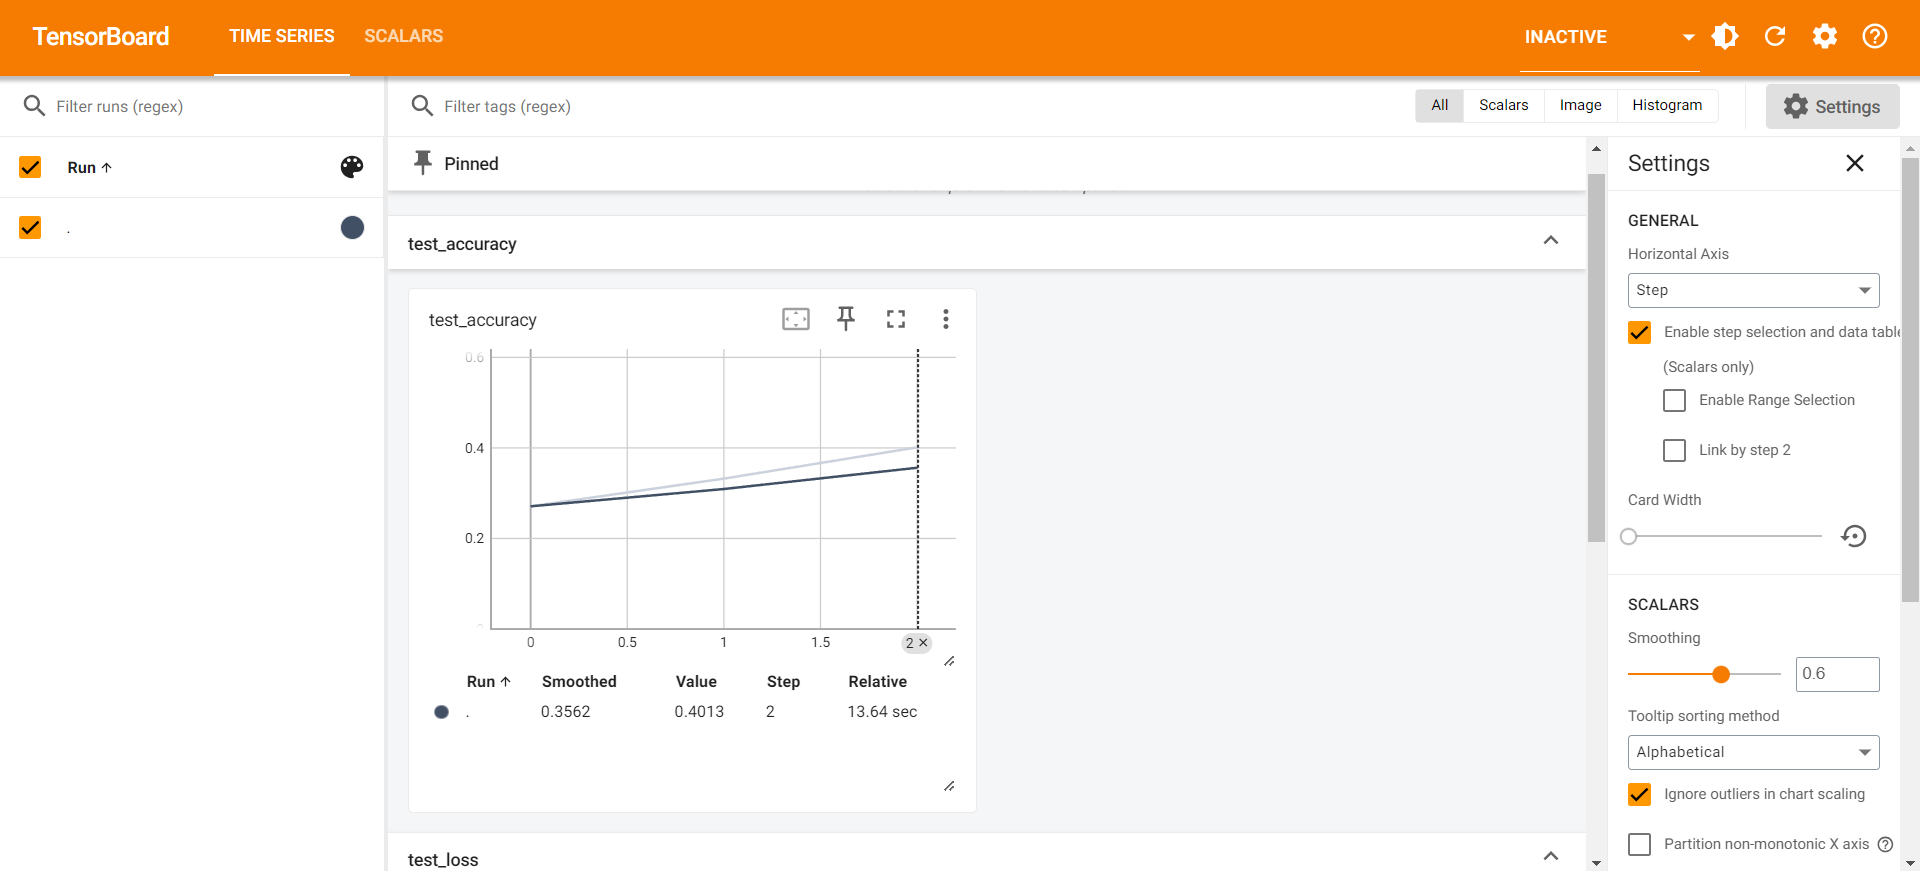 TensorBoard TIME SERIES SCALARS INACTIVE
Filter runs (regex)
Filter tags (regex)
All Scalars Image Histogram Settings
Run
.
Pinned
test_accuracy
test_accuracy
0.6
0.4
0.2
0
0 0.5 1 1.5 2
Run Smoothed Value Step Relative
. 0.3562 0.4013 2 13.64 sec
test_loss
Settings
GENERAL
Horizontal Axis
Step
Enable step selection and data table
(Scalars only)
Enable Range Selection
Link by step 2
Card Width
SCALARS
Smoothing
0.6
Tooltip sorting method
Alphabetical
Ignore outliers in chart scaling
Partition non-monotonic X axis